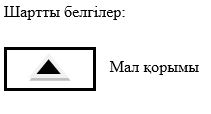 Шартты белгілер:
Мал қорымы